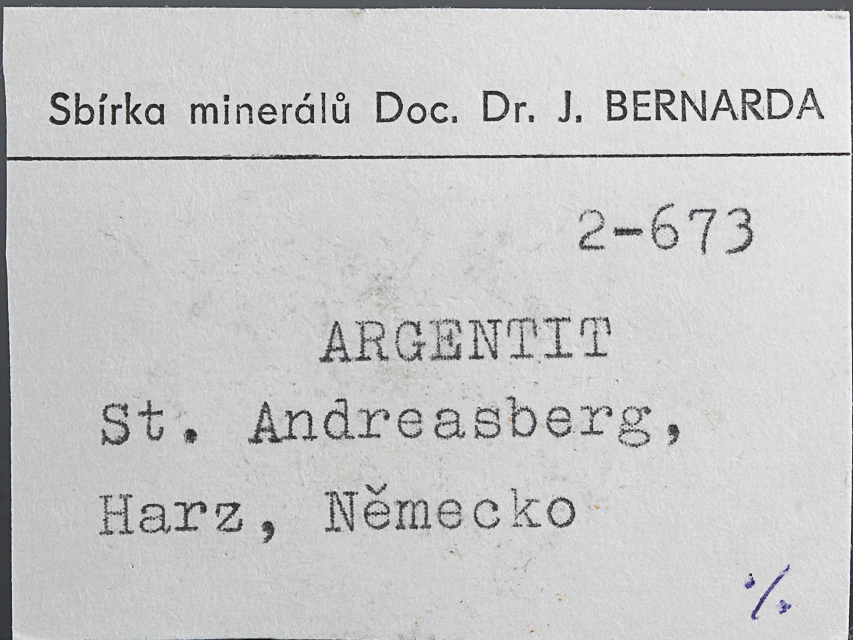 Sbírka minerálů Doc. Dr. J. BERNARDA
2-673
ARGENTIT
St. Andreasberg,
Harz, Německo
·/.